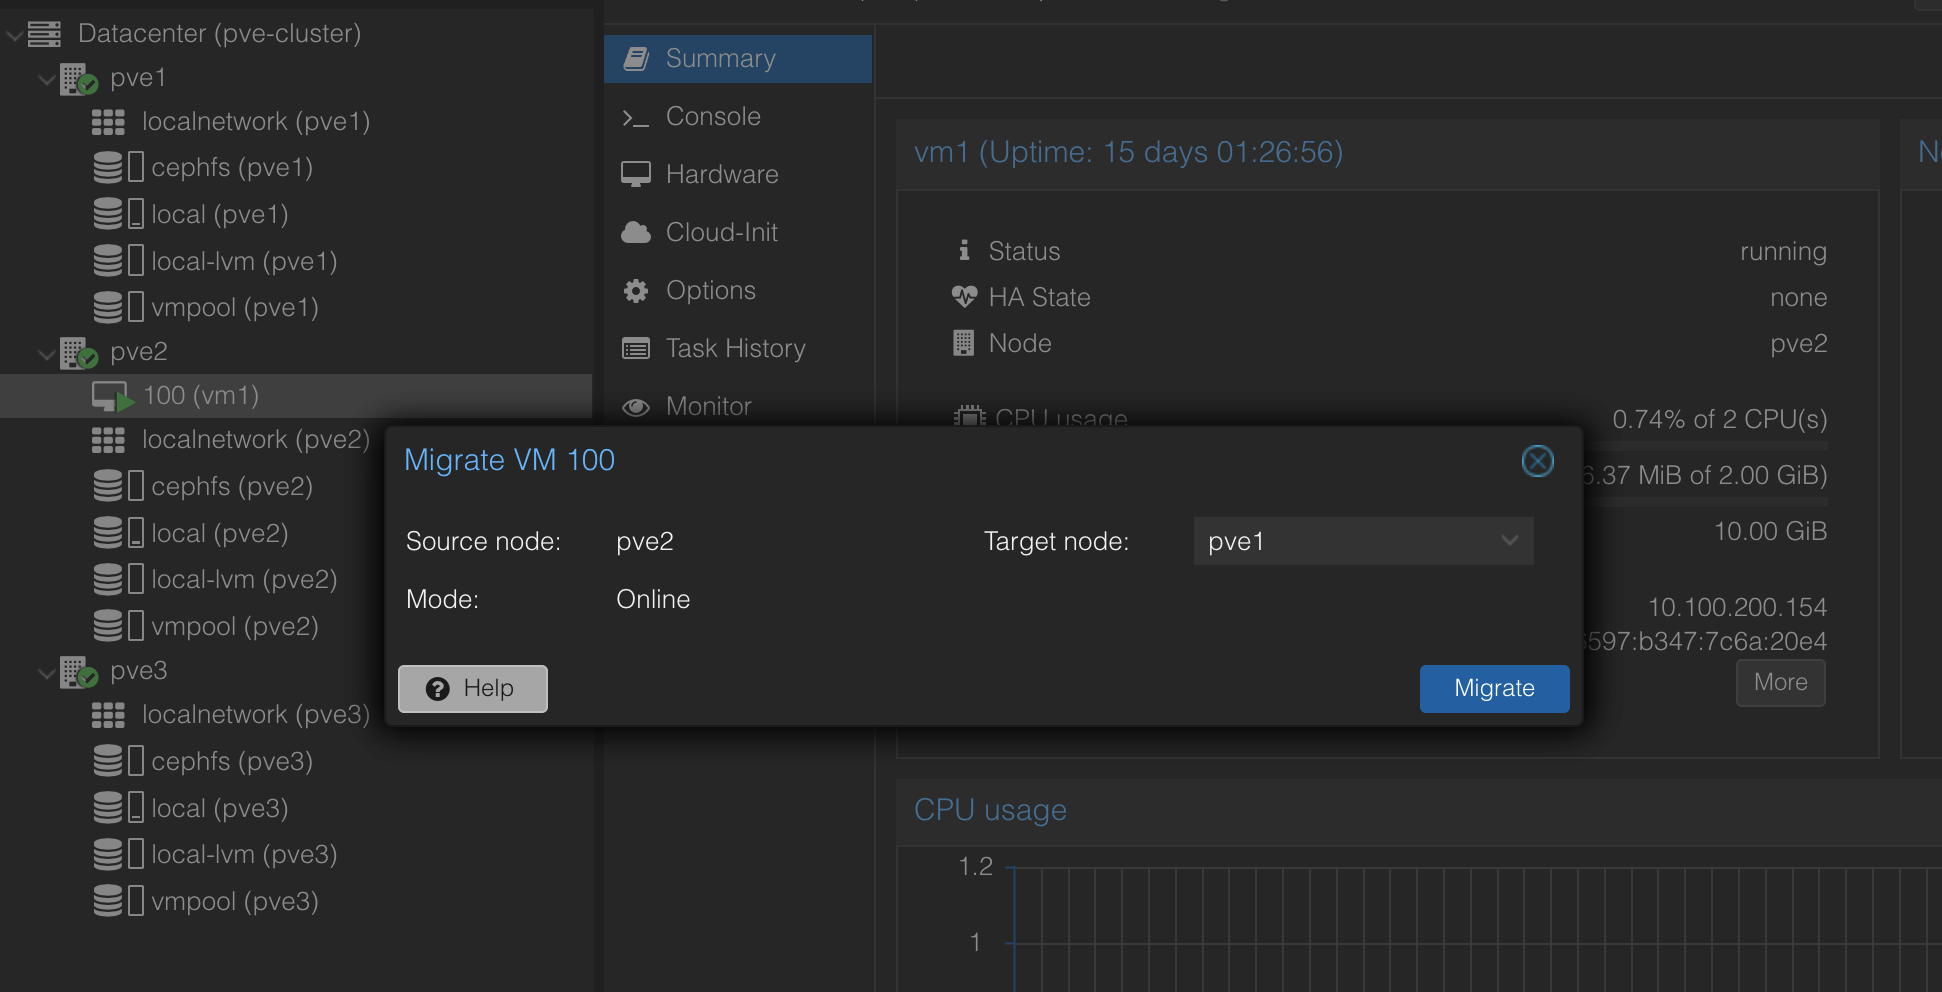 Datacenter (pve-cluster)
pve1
localnetwork (pve1)
cephfs (pve1)
local (pve1)
local-lvm (pve1)
vmpool (pve1)
pve2
100 (vm1)
localnetwork (pve2)
cephfs (pve2)
local (pve2)
local-lvm (pve2)
vmpool (pve2)
pve3
localnetwork (pve3)
cephfs (pve3)
local (pve3)
local-lvm (pve3)
vmpool (pve3)
Summary
Console
Hardware
Cloud-Init
Options
Task History
Monitor
vm1 (Uptime: 15 days 01:26:56)
Status running
HA State none
Node pve2
CPU usage 0.74% of 2 CPU(s)
6.37 MiB of 2.00 GiB)
10.00 GiB
10.100.200.154
597:b347:7c6a:20e4
More
Migrate VM 100
Source node: pve2 Target node: pve1
Mode: Online
Help Migrate
CPU usage
1.2
1